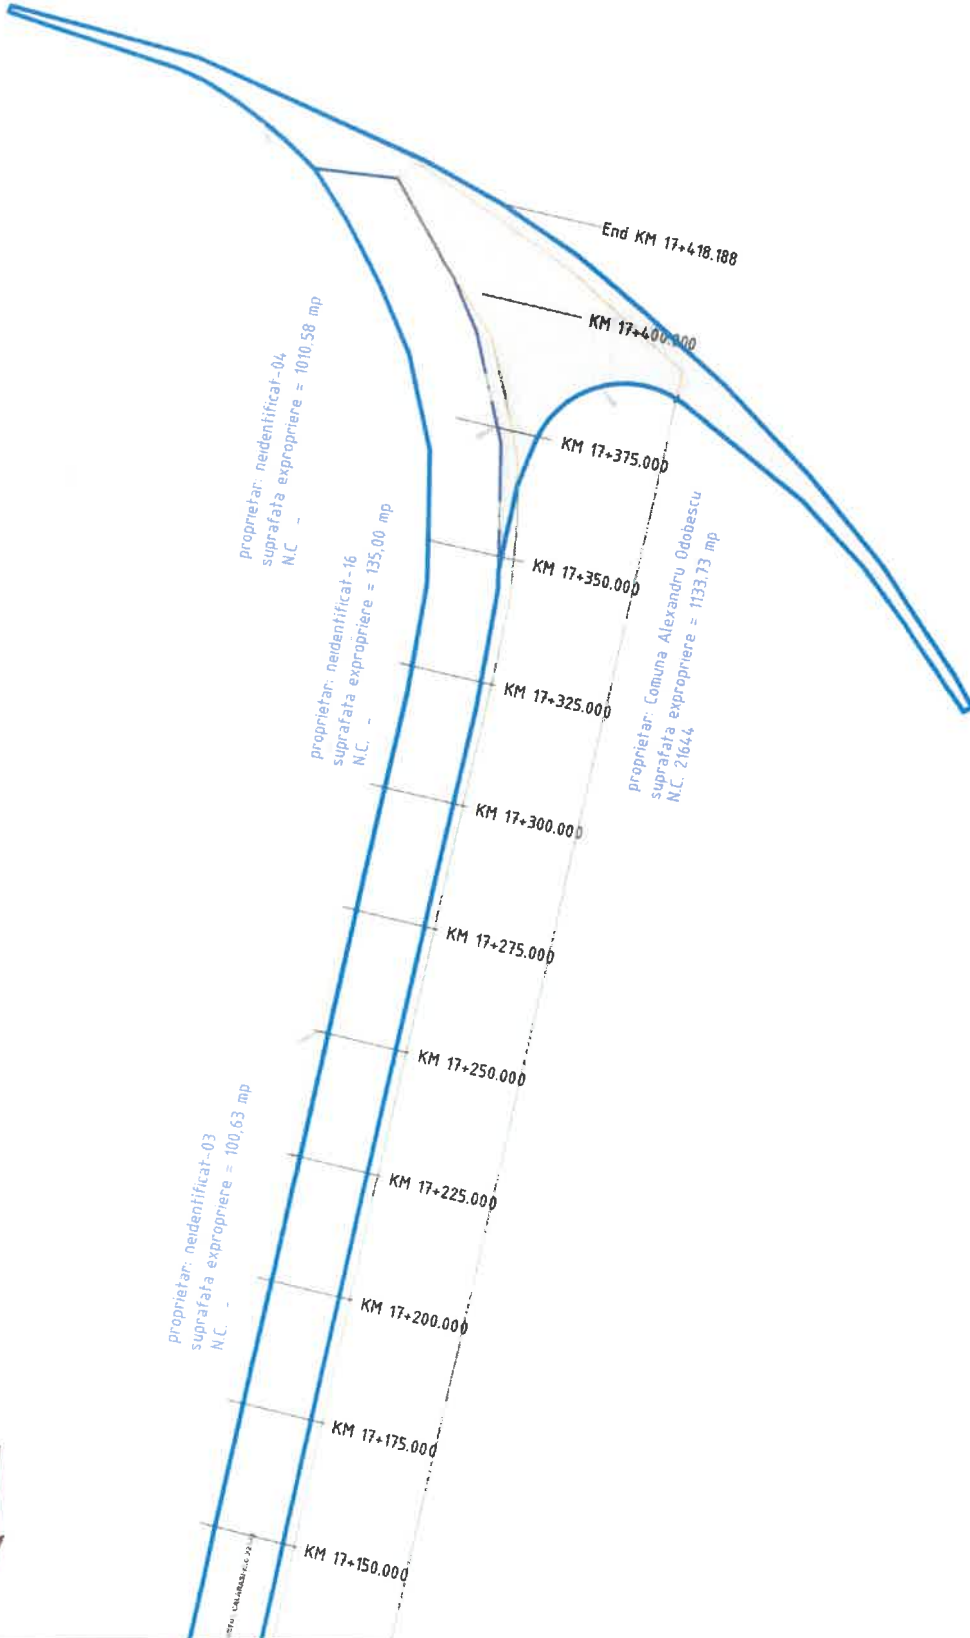 End KM 17+418.188
KM 17+400.000
KM 17+375.000
KM 17+350.000
KM 17+325.000
KM 17+300.000
KM 17+275.000
KM 17+250.000
KM 17+225.000
KM 17+200.000
KM 17+175.000
KM 17+150.000
proprietar: neidentificat-04
suprafata expropriere = 1010.58 mp
N.C. -
proprietar: neidentificat-16
suprafata expropriere = 135,00 mp
N.C. -
proprietar: Comuna Alexandru Odobescu
suprafata expropriere = 1133.73 mp
N.C. 21644
proprietar: neidentificat-03
suprafata expropriere = 100,63 mp
N.C. -